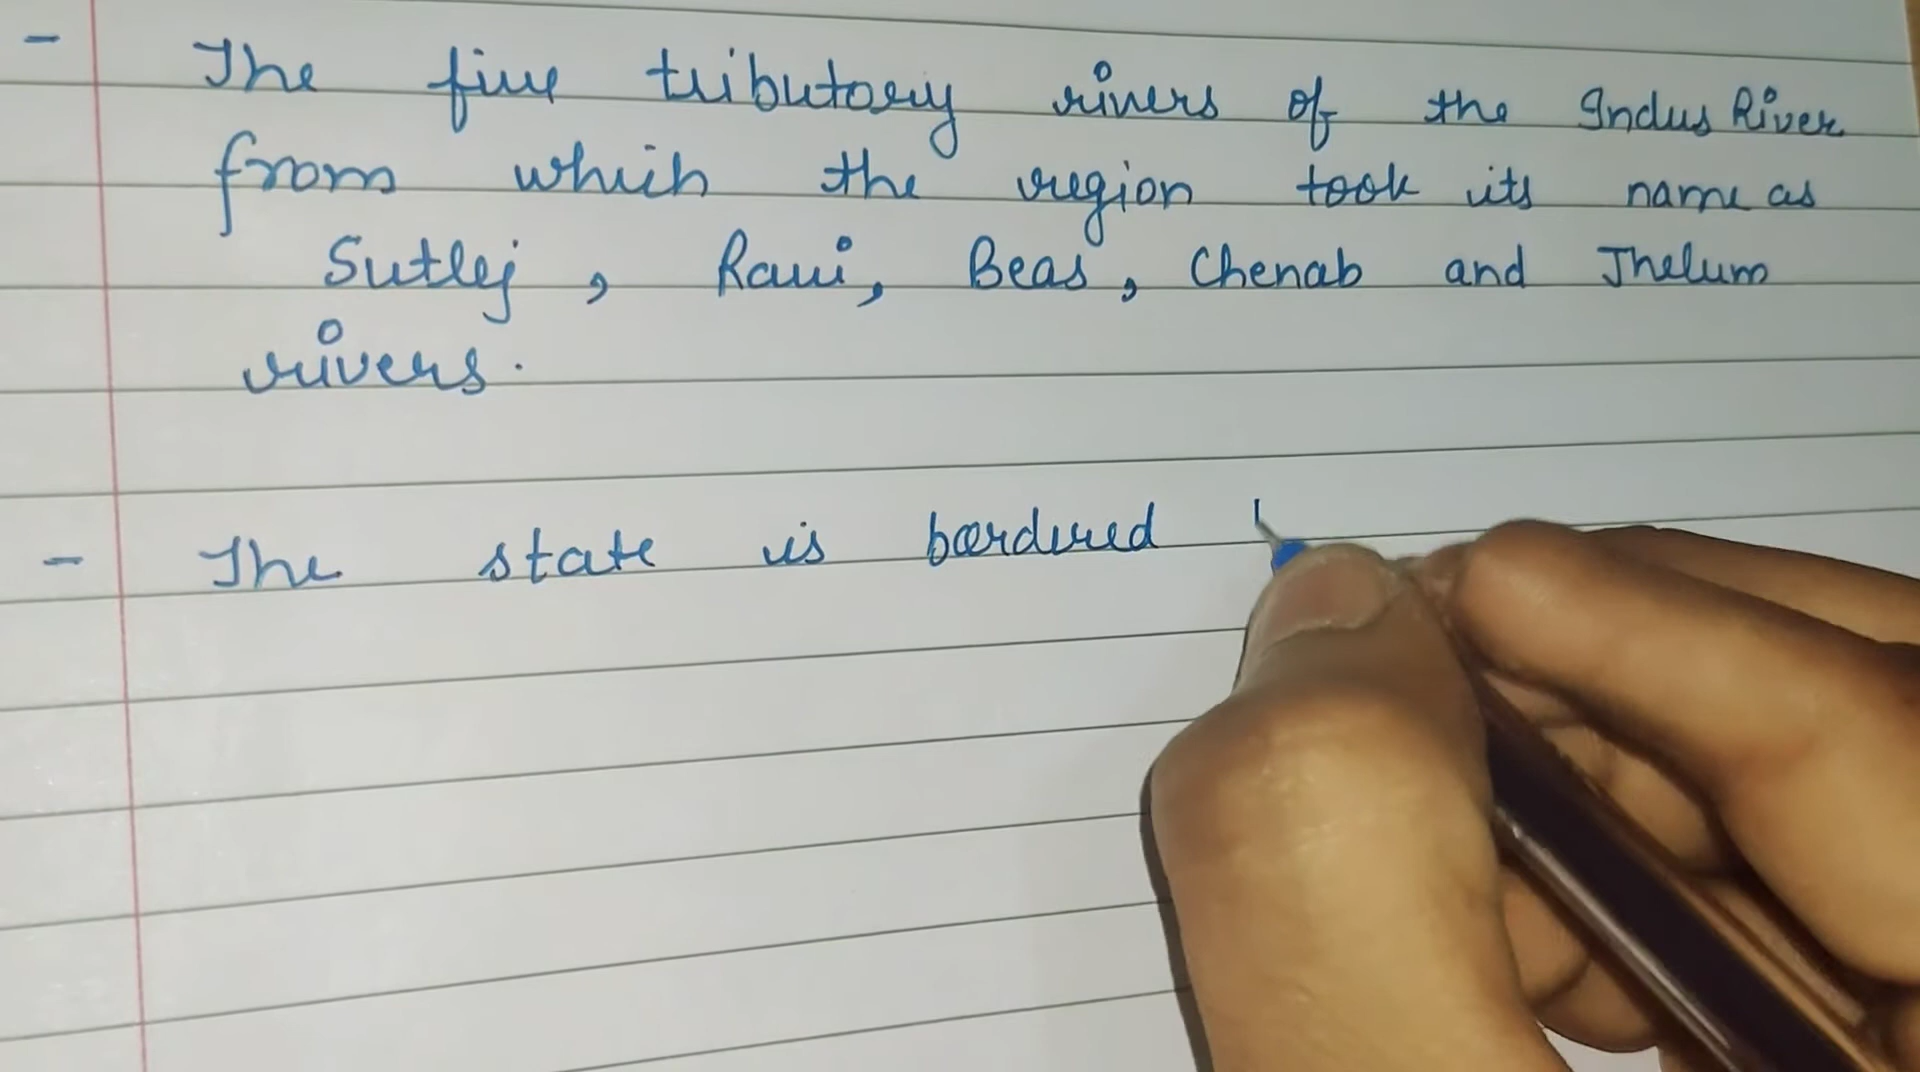 - The five tributory rivers of the Indus River
from which the region took its name as
Sutlej, Ravi, Beas, Chenab and Jhelum
rivers.
- The state is bordered